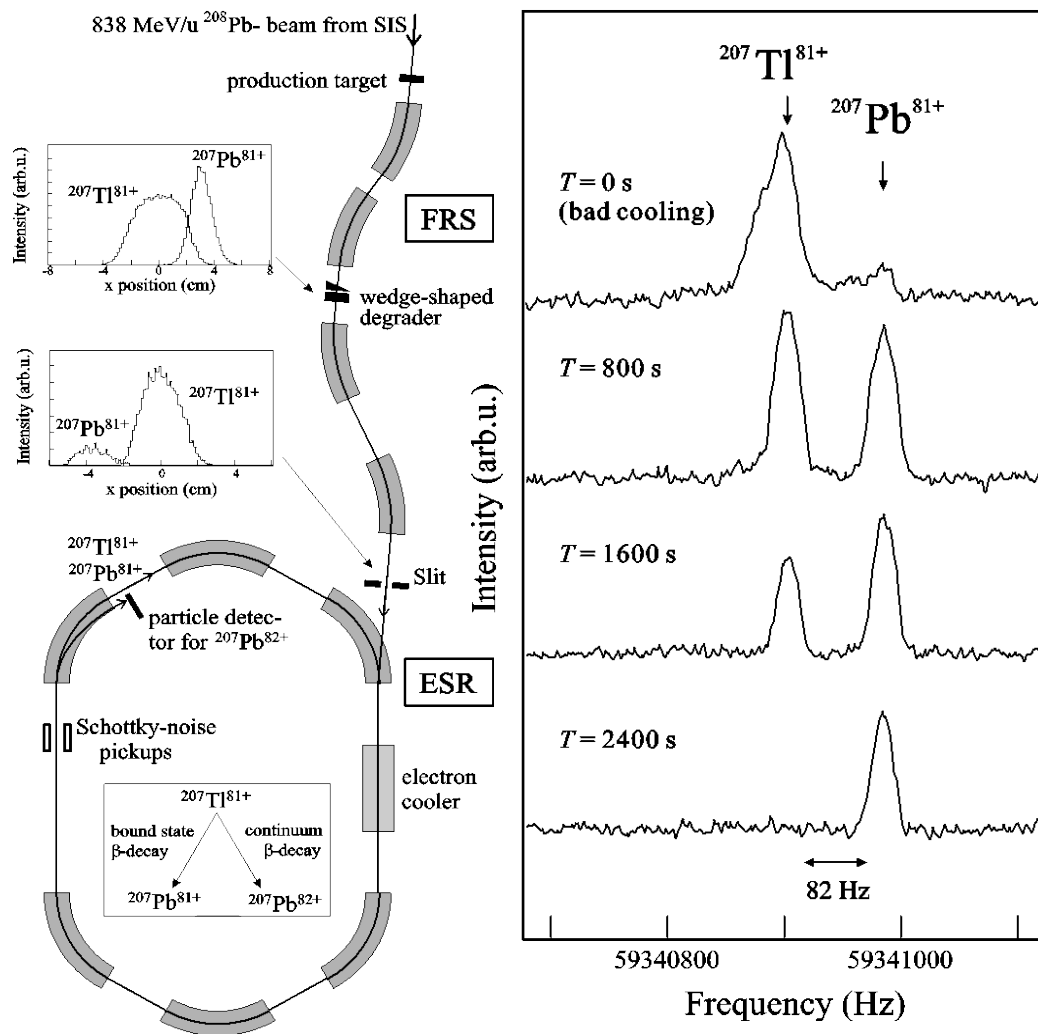 838 MeV/u ²⁰⁸Pb- beam from SIS
production target
Intensity (arb.u.)
²⁰⁷Tl⁸¹⁺
²⁰⁷Pb⁸¹⁺
-8
-4
0
4
8
x position (cm)
FRS
wedge-shaped
degrader
Intensity (arb.u.)
²⁰⁷Pb⁸¹⁺
²⁰⁷Tl⁸¹⁺
-4
0
4
x position (cm)
Slit
²⁰⁷Tl⁸¹⁺
²⁰⁷Pb⁸¹⁺
particle detec-
tor for ²⁰⁷Pb⁸²⁺
ESR
Schottky-noise
pickups
electron
cooler
²⁰⁷Tl⁸¹⁺
bound state
β-decay
continuum
β-decay
²⁰⁷Pb⁸¹⁺
²⁰⁷Pb⁸²⁺
Intensity (arb.u.)
²⁰⁷Tl⁸¹⁺
²⁰⁷Pb⁸¹⁺
T = 0 s
(bad cooling)
T = 800 s
T = 1600 s
T = 2400 s
82 Hz
59340800
59341000
Frequency (Hz)